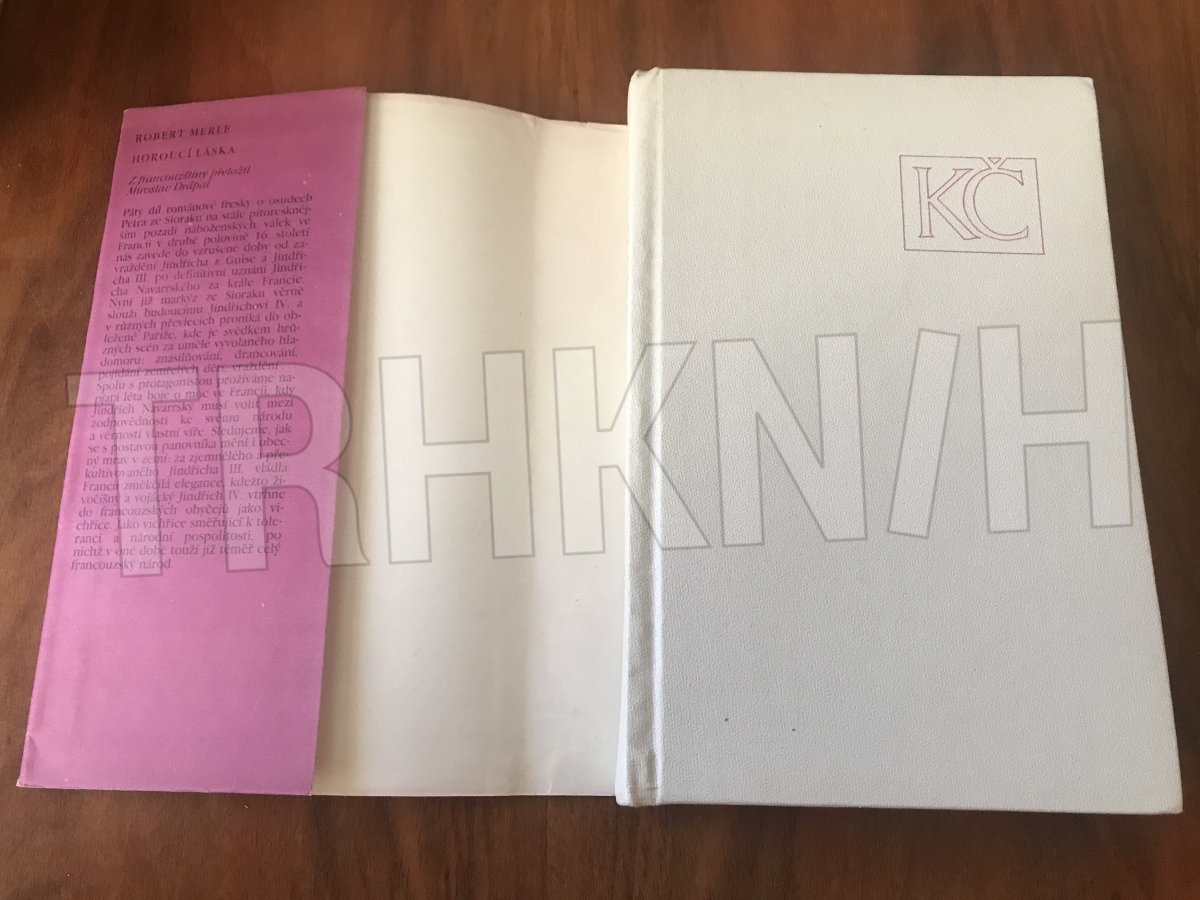 ROBERT MERLE
HOROUCÍ LÁSKA
Z francouzštiny přeložil
Miroslav Drápal
Pátý díl románové fresky o osudech
Petra ze Sioraku na stále pitoreskněj-
ším pozadí náboženských válek ve
Francii v druhé polovině 16. století
nás zavede do vzrušené doby od za-
vraždění Jindřicha z Guise a Jindři-
cha III. po definitivní uznání Jindři-
cha Navarrského za krále Francie.
Nyní již markýz ze Sioraku věrně
slouží budoucímu Jindřichovi IV. a
v různých převlecích proniká do ob-
ležené Paříže, kde je svědkem hrů-
zných scén za uměle vyvolaného hla-
domoru: znásilňování, drancování,
pojídání zemřelých dětí, vraždění...
Spolu s protagonistou prožíváme na-
pjatá léta boje o moc ve Francii, kdy
Jindřich Navarrský musí volit mezi
zodpovědností ke svému národu
a věrností vlastní víře. Sledujeme, jak
se s postavou panovníka mění i obec-
ný mrav v zemi: za zjemnělého a pře-
kultivovaného Jindřicha III. vládla
Francii změkčilá elegance, kdežto ži-
vočišný a vojácký Jindřich IV. vtrhne
do francouzských obyčejů jako vi-
chřice. Jako vichřice směřující k tole-
ranci a národní pospolitosti, po
nichž v oné době touží již téměř celý
francouzský národ.
KČ
TRHKNIH